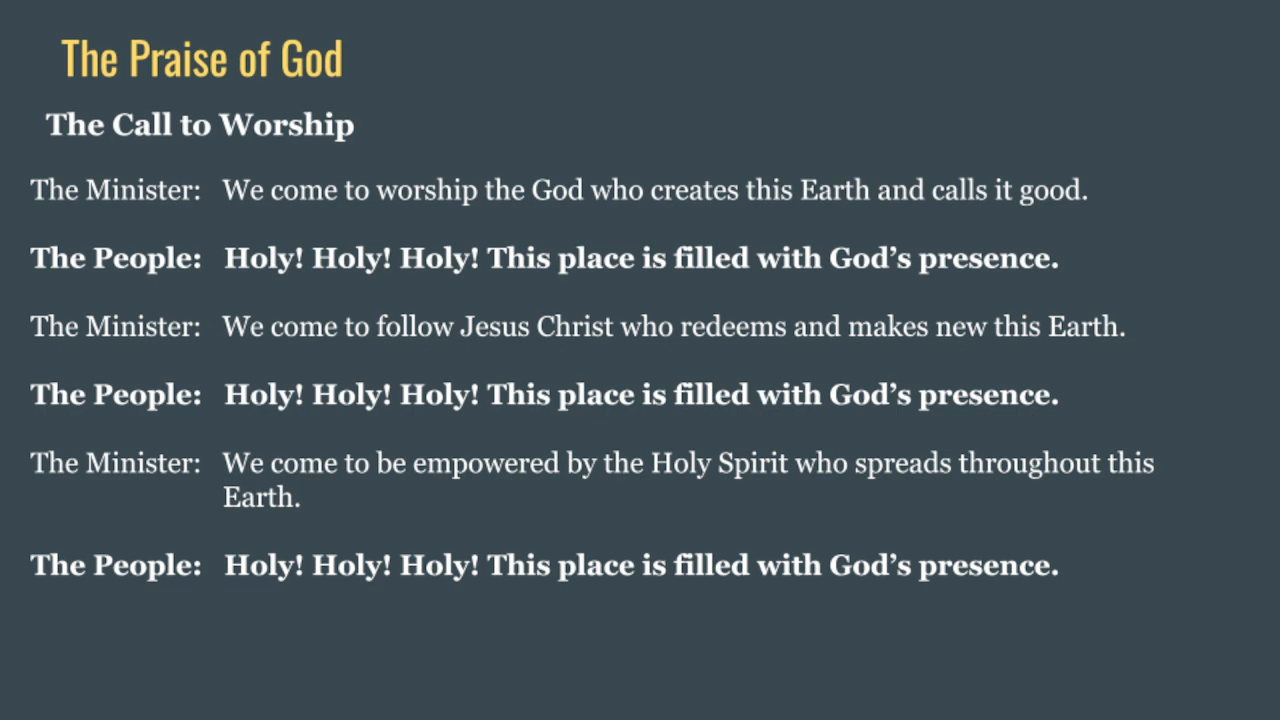 The Praise of God
The Call to Worship
The Minister: We come to worship the God who creates this Earth and calls it good.
The People: Holy! Holy! Holy! This place is filled with God’s presence.
The Minister: We come to follow Jesus Christ who redeems and makes new this Earth.
The People: Holy! Holy! Holy! This place is filled with God’s presence.
The Minister: We come to be empowered by the Holy Spirit who spreads throughout this
Earth.
The People: Holy! Holy! Holy! This place is filled with God’s presence.